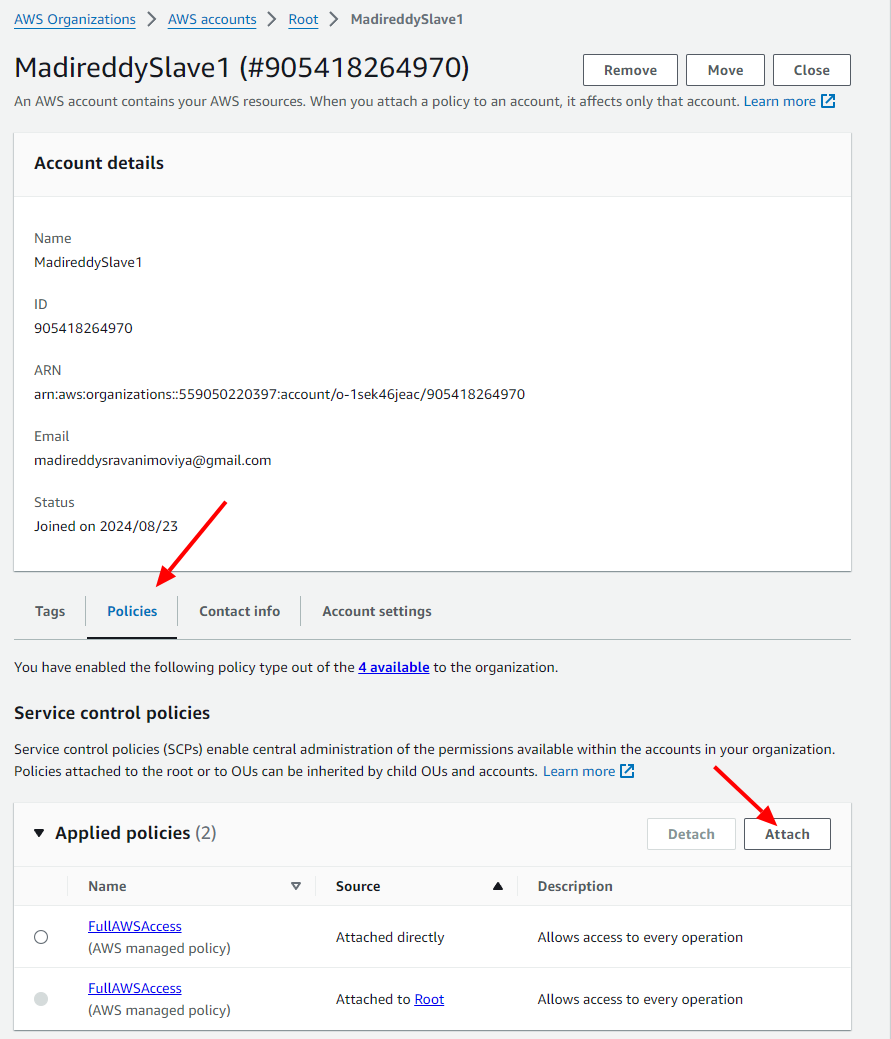 AWS Organizations > AWS accounts > Root > MadireddySlave1
MadireddySlave1 (#905418264970)
Remove Move Close
An AWS account contains your AWS resources. When you attach a policy to an account, it affects only that account. Learn more
Account details
Name
MadireddySlave1
ID
905418264970
ARN
arn:aws:organizations::559050220397:account/o-1sek46jeac/905418264970
Email
madireddysravanimoviya@gmail.com
Status
Joined on 2024/08/23
Tags Policies Contact info Account settings
You have enabled the following policy type out of the 4 available to the organization.
Service control policies
Service control policies (SCPs) enable central administration of the permissions available within the accounts in your organization.
Policies attached to the root or to OUs can be inherited by child OUs and accounts. Learn more
Applied policies (2) Detach Attach
Name Source Description
FullAWSAccess
(AWS managed policy) Attached directly Allows access to every operation
FullAWSAccess
(AWS managed policy) Attached to Root Allows access to every operation